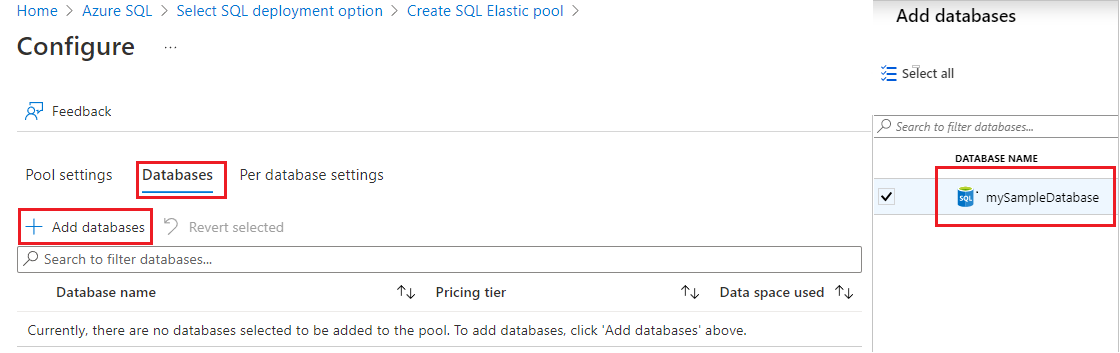 Home > Azure SQL > Select SQL deployment option > Create SQL Elastic pool >
Configure ...
Feedback
Pool settings Databases Per database settings
+ Add databases Revert selected
Search to filter databases...
Database name ↑↓ Pricing tier ↑↓ Data space used ↑↓
Currently, there are no databases selected to be added to the pool. To add databases, click 'Add databases' above.
Add databases
Select all
Search to filter databases...
DATABASE NAME
SQL mySampleDatabase